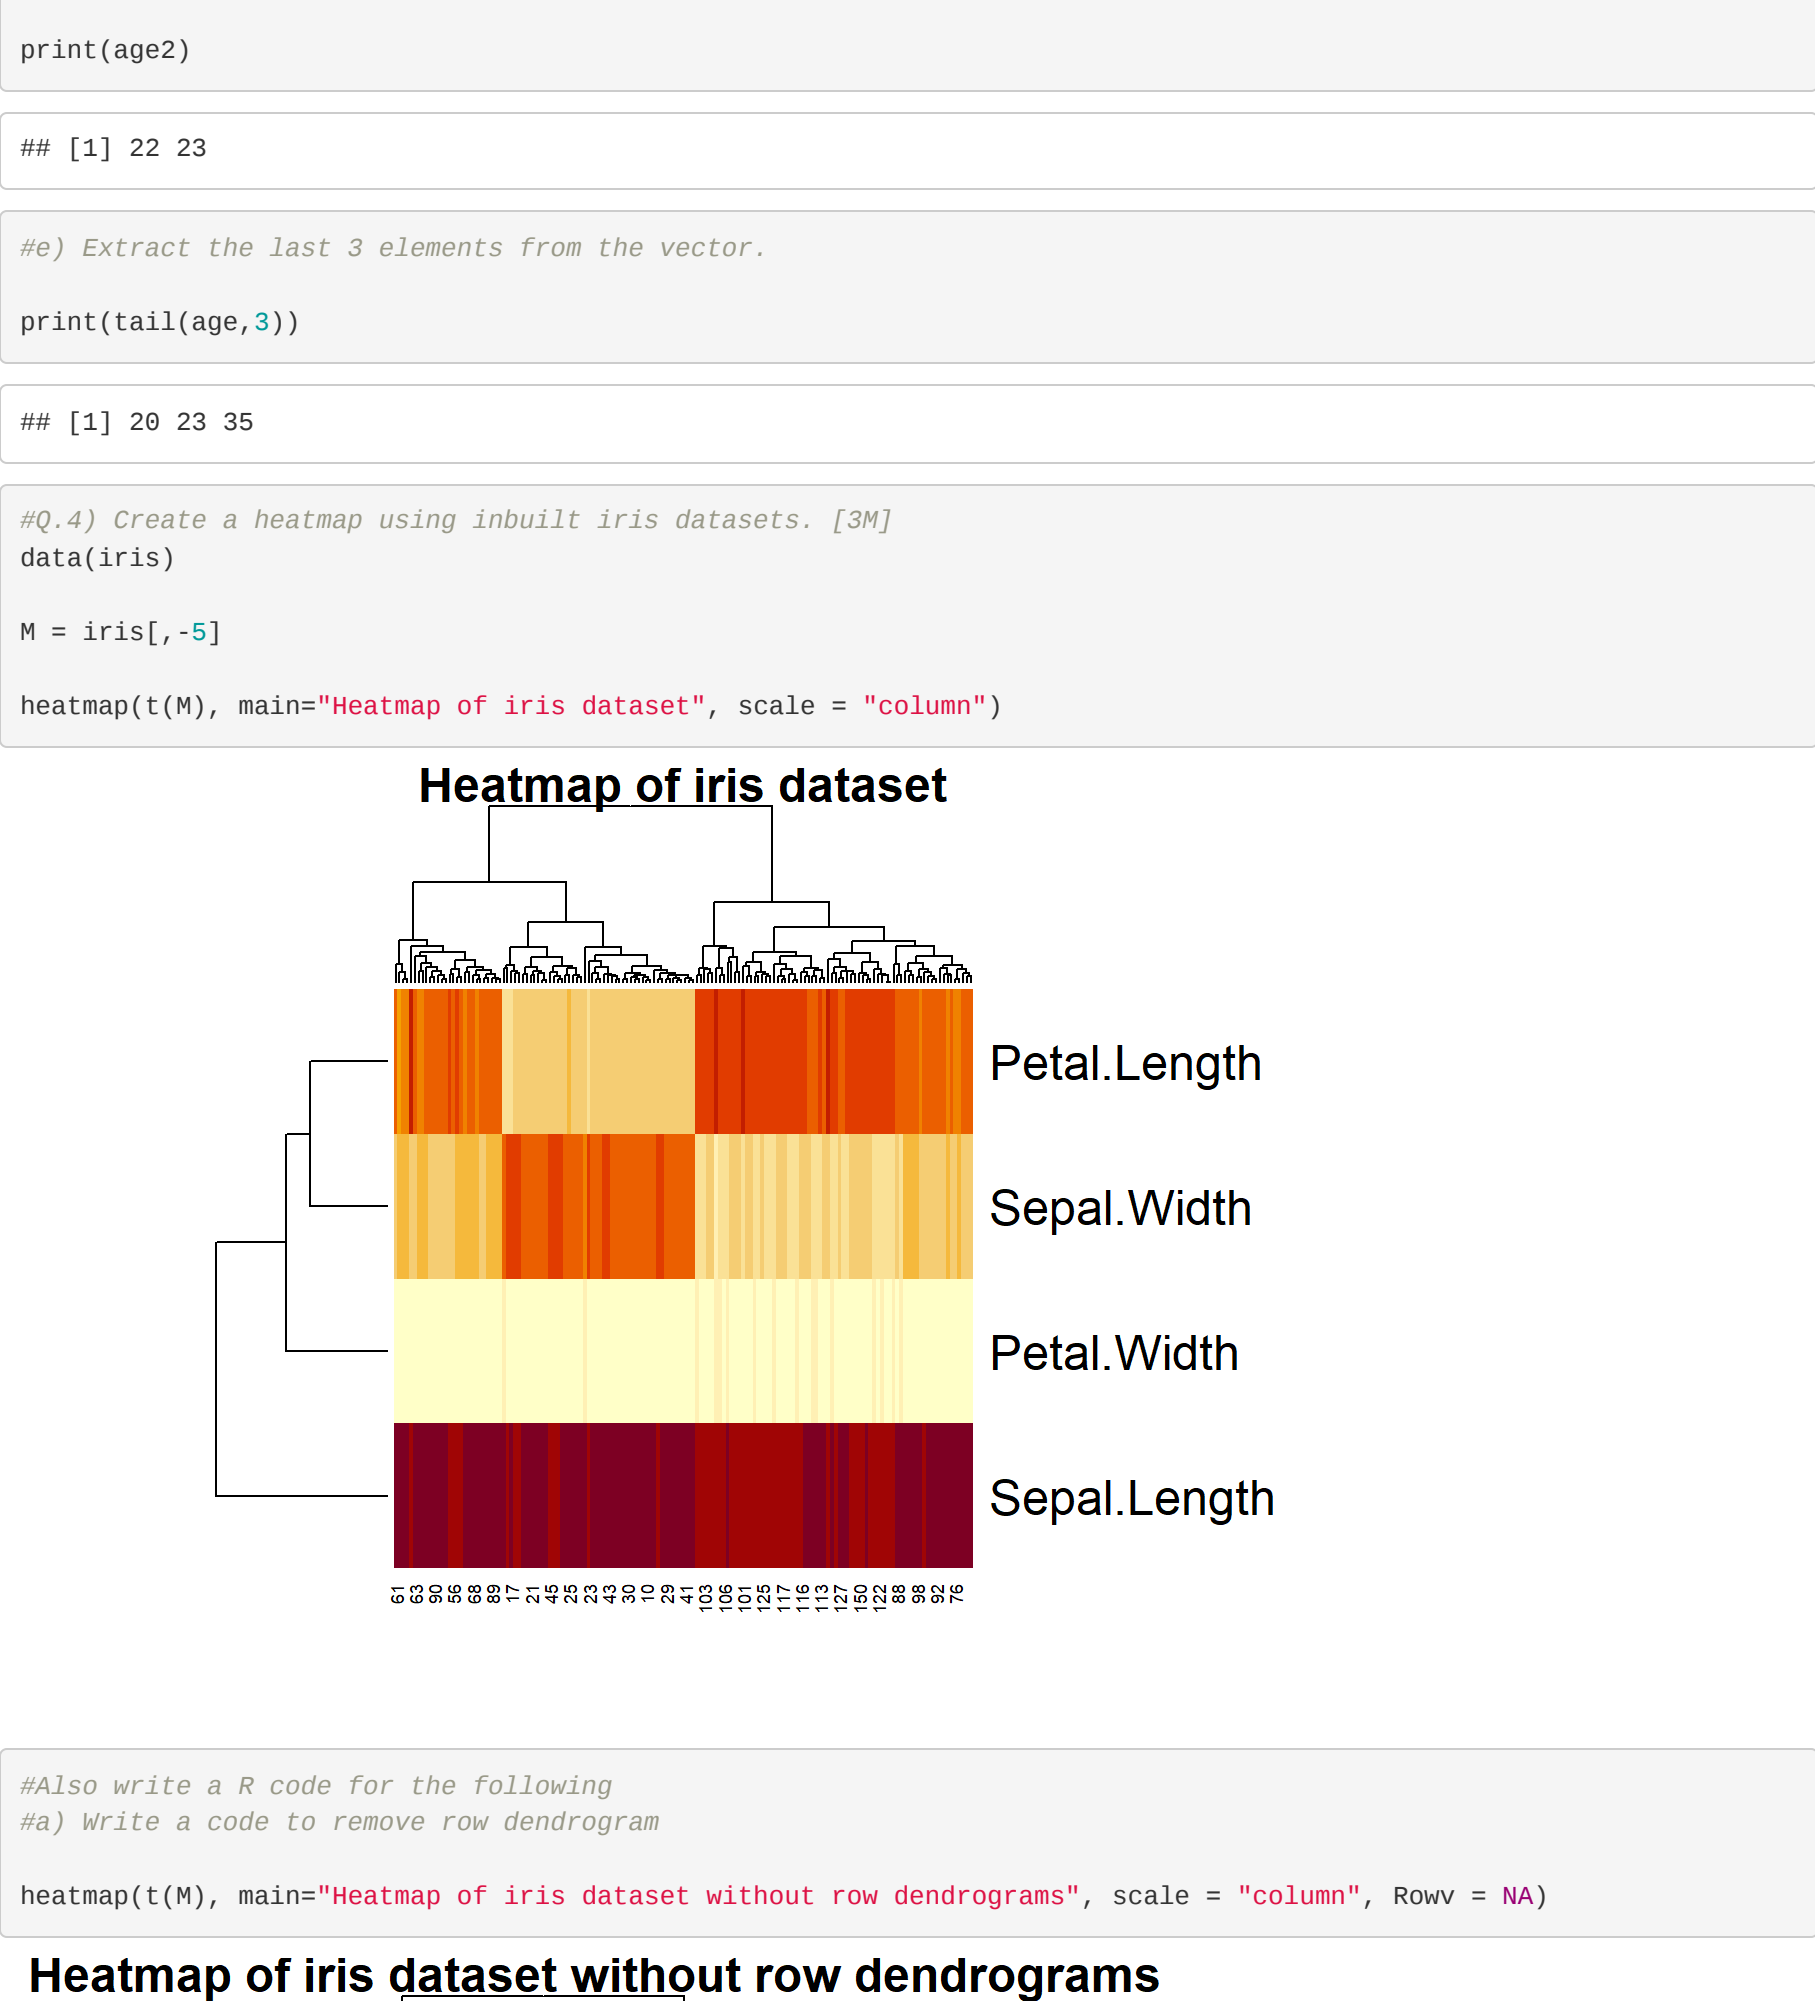 print(age2)
## [1] 22 23
#e) Extract the last 3 elements from the vector.
print(tail(age,3))
## [1] 20 23 35
#Q.4) Create a heatmap using inbuilt iris datasets. [3M]
data(iris)
M = iris[,-5]
heatmap(t(M), main="Heatmap of iris dataset", scale = "column")
Heatmap of iris dataset
Petal.Length
Sepal.Width
Petal.Width
Sepal.Length
61 63 90 56 68 89 17 21 45 25 23 43 30 10 29 41 103 106 101 125 117 116 113 127 150 122 88 98 92 76
#Also write a R code for the following
#a) Write a code to remove row dendrogram
heatmap(t(M), main="Heatmap of iris dataset without row dendrograms", scale = "column", Rowv = NA)
Heatmap of iris dataset without row dendrograms